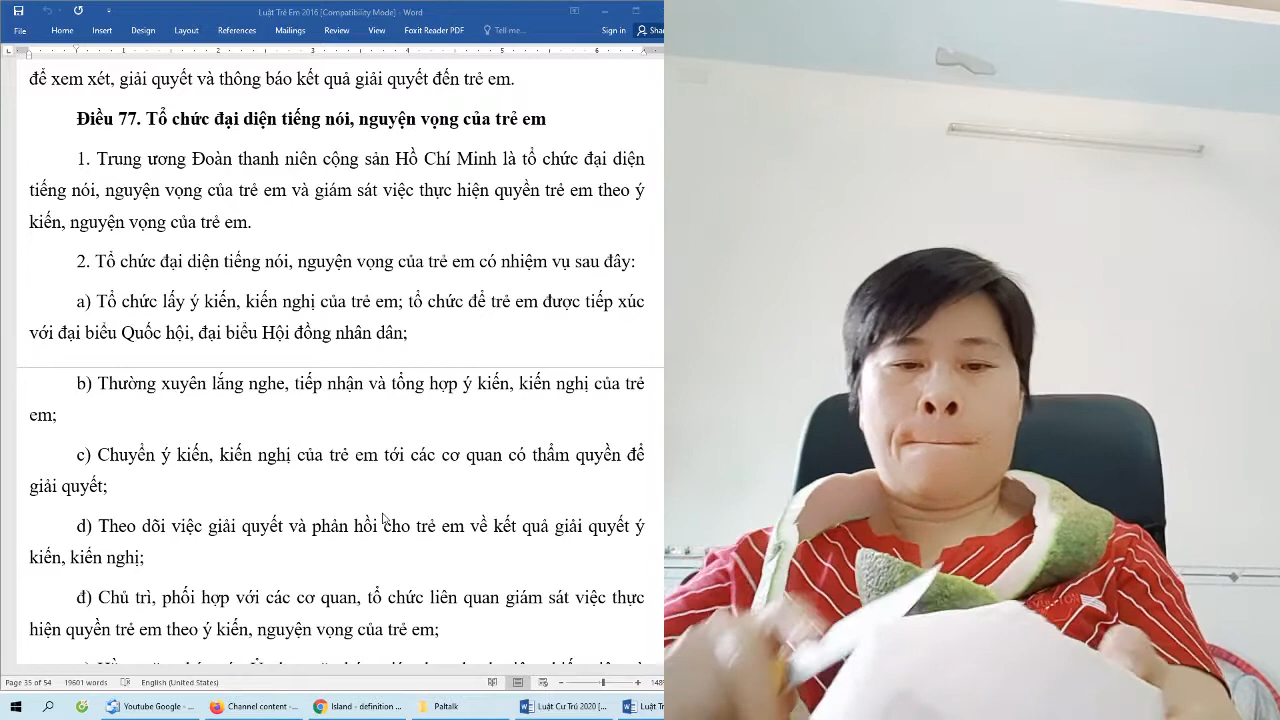 Luật Trẻ Em 2016 [Compatibility Mode] - Word
File Home Insert Design Layout References Mailings Review View Foxit Reader PDF Tell me... Sign in
để xem xét, giải quyết và thông báo kết quả giải quyết đến trẻ em.
Điều 77. Tổ chức đại diện tiếng nói, nguyện vọng của trẻ em
1. Trung ương Đoàn thanh niên cộng sản Hồ Chí Minh là tổ chức đại diện
tiếng nói, nguyện vọng của trẻ em và giám sát việc thực hiện quyền trẻ em theo ý
kiến, nguyện vọng của trẻ em.
2. Tổ chức đại diện tiếng nói, nguyện vọng của trẻ em có nhiệm vụ sau đây:
a) Tổ chức lấy ý kiến, kiến nghị của trẻ em; tổ chức để trẻ em được tiếp xúc
với đại biểu Quốc hội, đại biểu Hội đồng nhân dân;
b) Thường xuyên lắng nghe, tiếp nhận và tổng hợp ý kiến, kiến nghị của trẻ
em;
c) Chuyển ý kiến, kiến nghị của trẻ em tới các cơ quan có thẩm quyền để
giải quyết;
d) Theo dõi việc giải quyết và phản hồi cho trẻ em về kết quả giải quyết ý
kiến, kiến nghị;
đ) Chủ trì, phối hợp với các cơ quan, tổ chức liên quan giám sát việc thực
hiện quyền trẻ em theo ý kiến, nguyện vọng của trẻ em;
Page 35 of 54 19601 words English (United States)
Youtube Google - ... Channel content - ... Island - definition ... Paltalk Luật Cư Trú 2020 [... Luật Trẻ